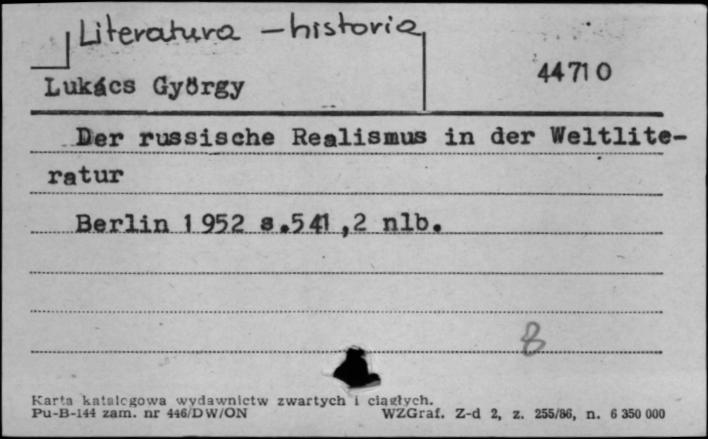 Literatura - historia
Lukács György
44710
Der russische Realismus in der Weltlite-
ratur
Berlin 1952 s.541,2 nlb.
8
Karta katalogowa wydawnictw zwartych i ciągłych.
Pu-B-144 zam. nr 446/DW/ON
WZGraf. Z-d 2, z. 255/86, n. 6 350 000